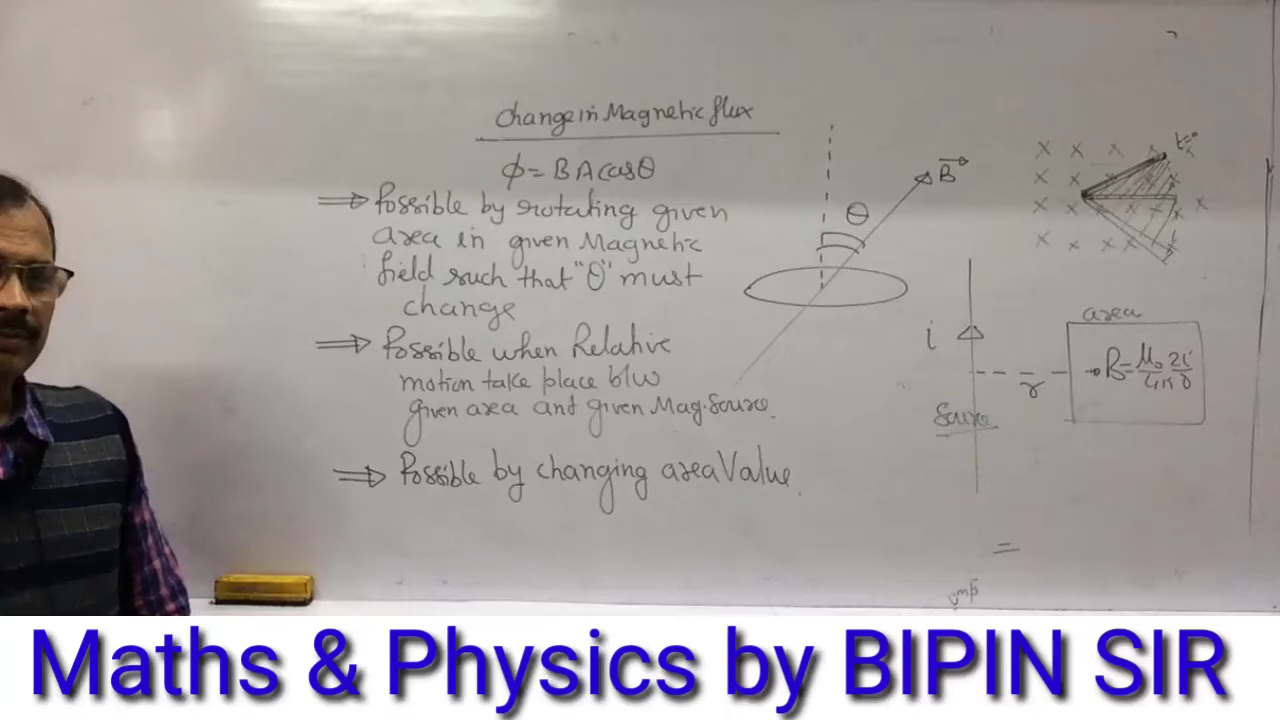 Change in Magnetic flux
ϕ = BA cosθ
⇒ Possible by rotating given
area in given Magnetic
field such that "θ" must
change
⇒ Possible when Relative
motion take place b/w
given area and given Mag. Source.
⇒ Possible by changing area Value.
θ
B⃗
x x x x x
x x
x x x x x x
x x x x x
t=0
t
i
Source
r
area
B = μ₀/4π 2i/r
=
Maths & Physics by BIPIN SIR